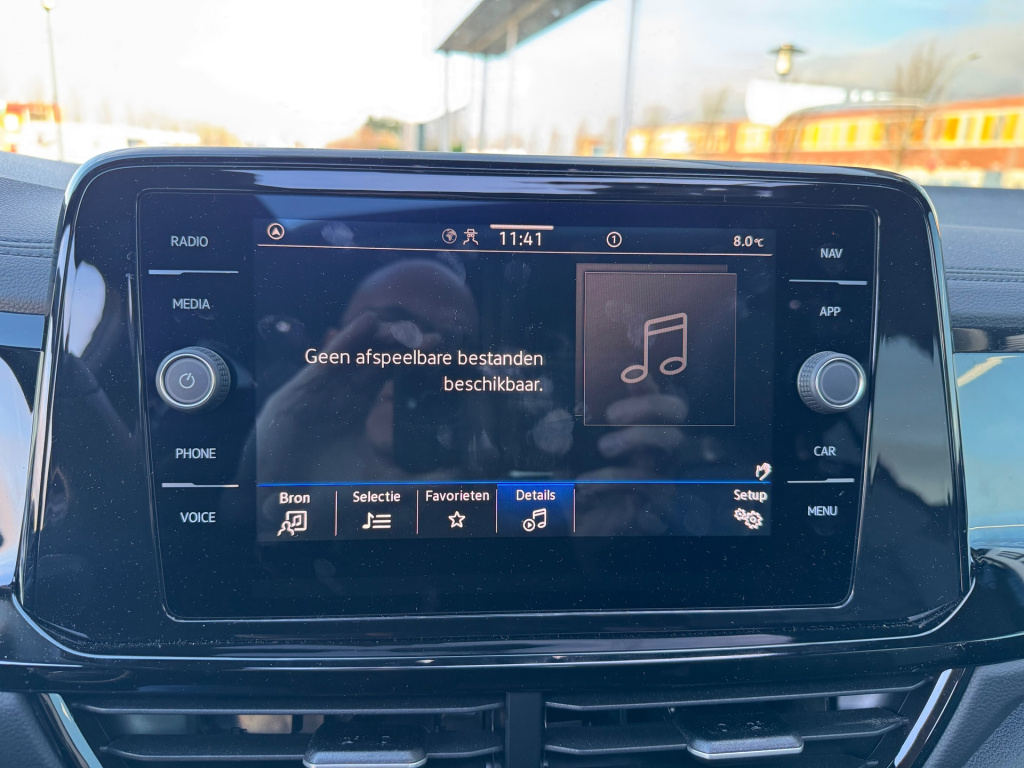 RADIO
MEDIA
PHONE
VOICE
11:41
1
8.0°C
Geen afspeelbare bestanden
beschikbaar.
Bron
Selectie
Favorieten
Details
Setup
NAV
APP
CAR
MENU